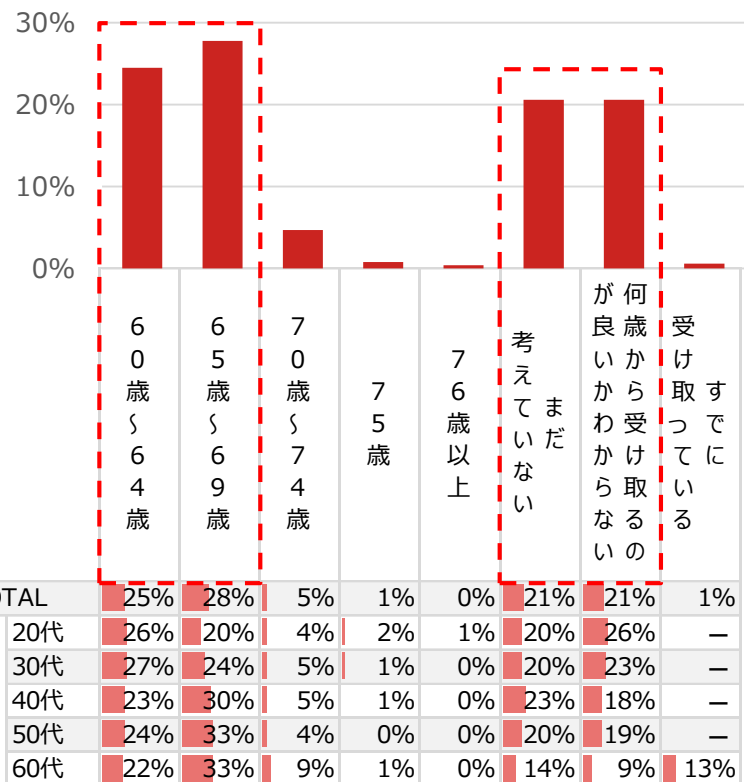 30%
20%
10%
0%
60歳～64歳
65歳～69歳
70歳～74歳
75歳
76歳以上
まだ
考えていない
何歳から受け取るの
が良いかわからない
すでに
受け取っている
TAL 25% 28% 5% 1% 0% 21% 21% 1%
20代 26% 20% 4% 2% 1% 20% 26% –
30代 27% 24% 5% 1% 0% 20% 23% –
40代 23% 30% 5% 1% 0% 23% 18% –
50代 24% 33% 4% 0% 0% 20% 19% –
60代 22% 33% 9% 1% 0% 14% 9% 13%